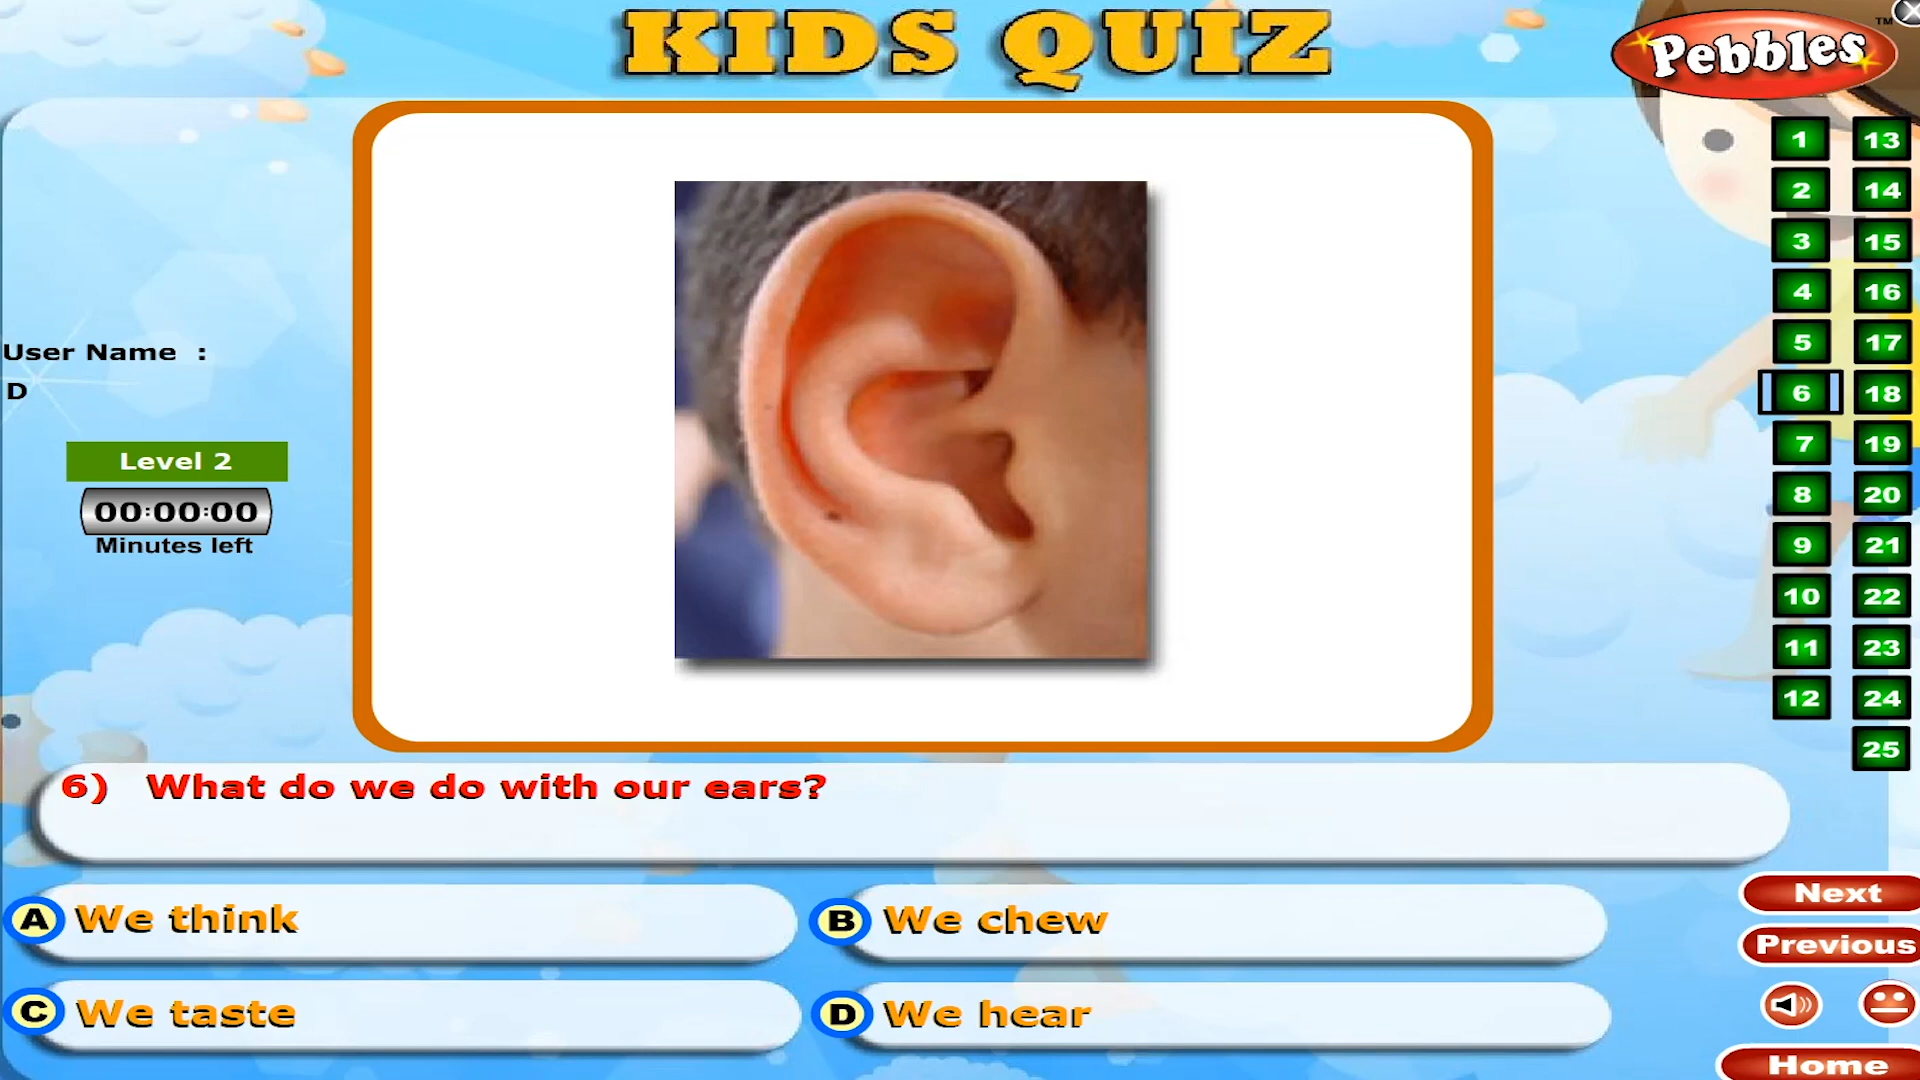 KIDS QUIZ
Pebbles™
User Name :
D
Level 2
00:00:00
Minutes left
1 13
2 14
3 15
4 16
5 17
6 18
7 19
8 20
9 21
10 22
11 23
12 24
25
6) What do we do with our ears?
A We think
B We chew
C We taste
D We hear
Next
Previous
Home